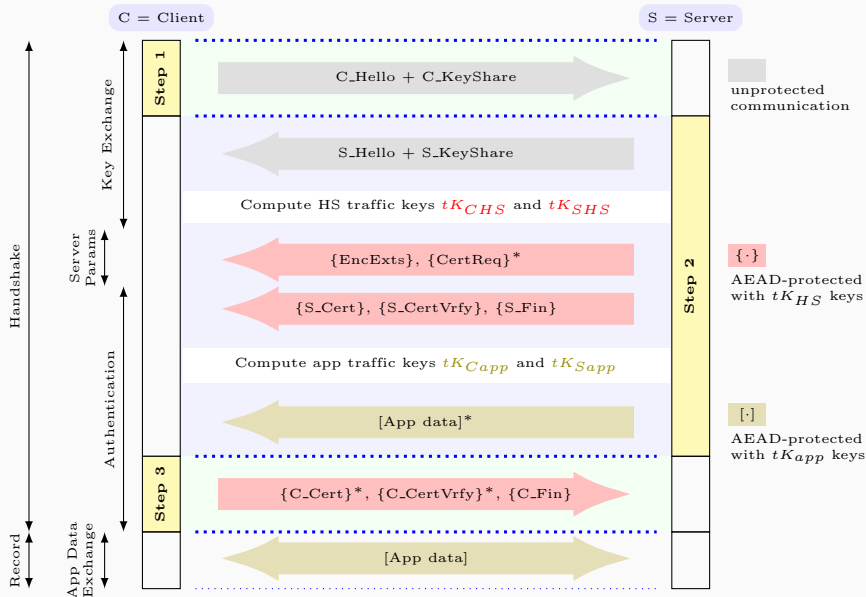 C = Client
S = Server
Step 1
C_Hello + C_KeyShare
unprotected
communication
Key Exchange
S_Hello + S_KeyShare
Compute HS traffic keys tK_CHS and tK_SHS
Handshake
Server
Params
{EncExts}, {CertReq}*
Step 2
{·}
AEAD-protected
with tK_HS keys
{S_Cert}, {S_CertVrfy}, {S_Fin}
Compute app traffic keys tK_Capp and tK_Sapp
Authentication
[App data]*
[·]
AEAD-protected
with tK_app keys
Step 3
{C_Cert}*, {C_CertVrfy}*, {C_Fin}
Record
App Data
Exchange
[App data]